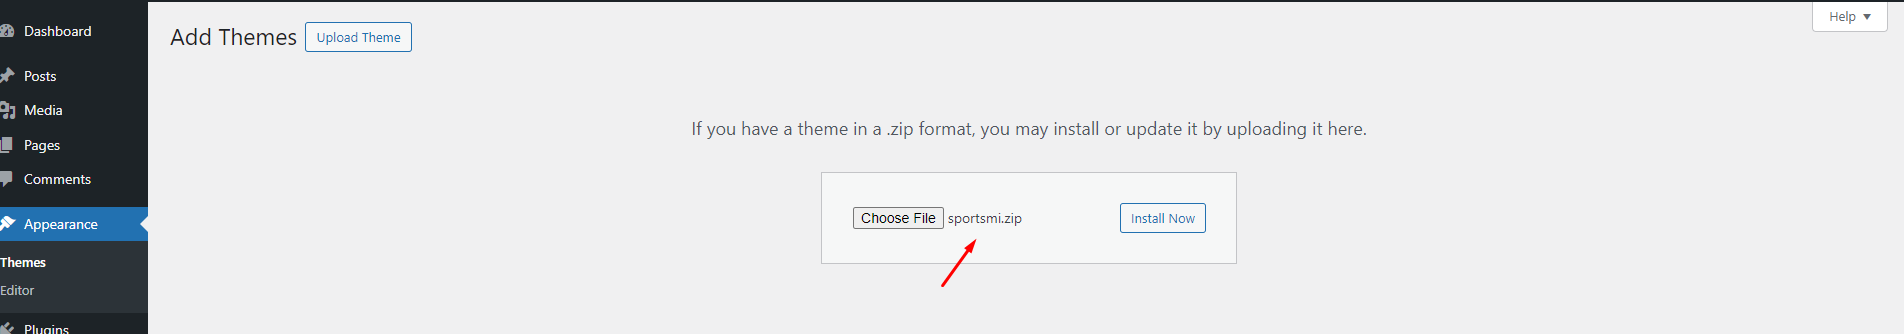 Dashboard
Posts
Media
Pages
Comments
Appearance
Themes
Editor
Plugins
Add Themes
Upload Theme
Help
If you have a theme in a .zip format, you may install or update it by uploading it here.
Choose File sportsmi.zip
Install Now